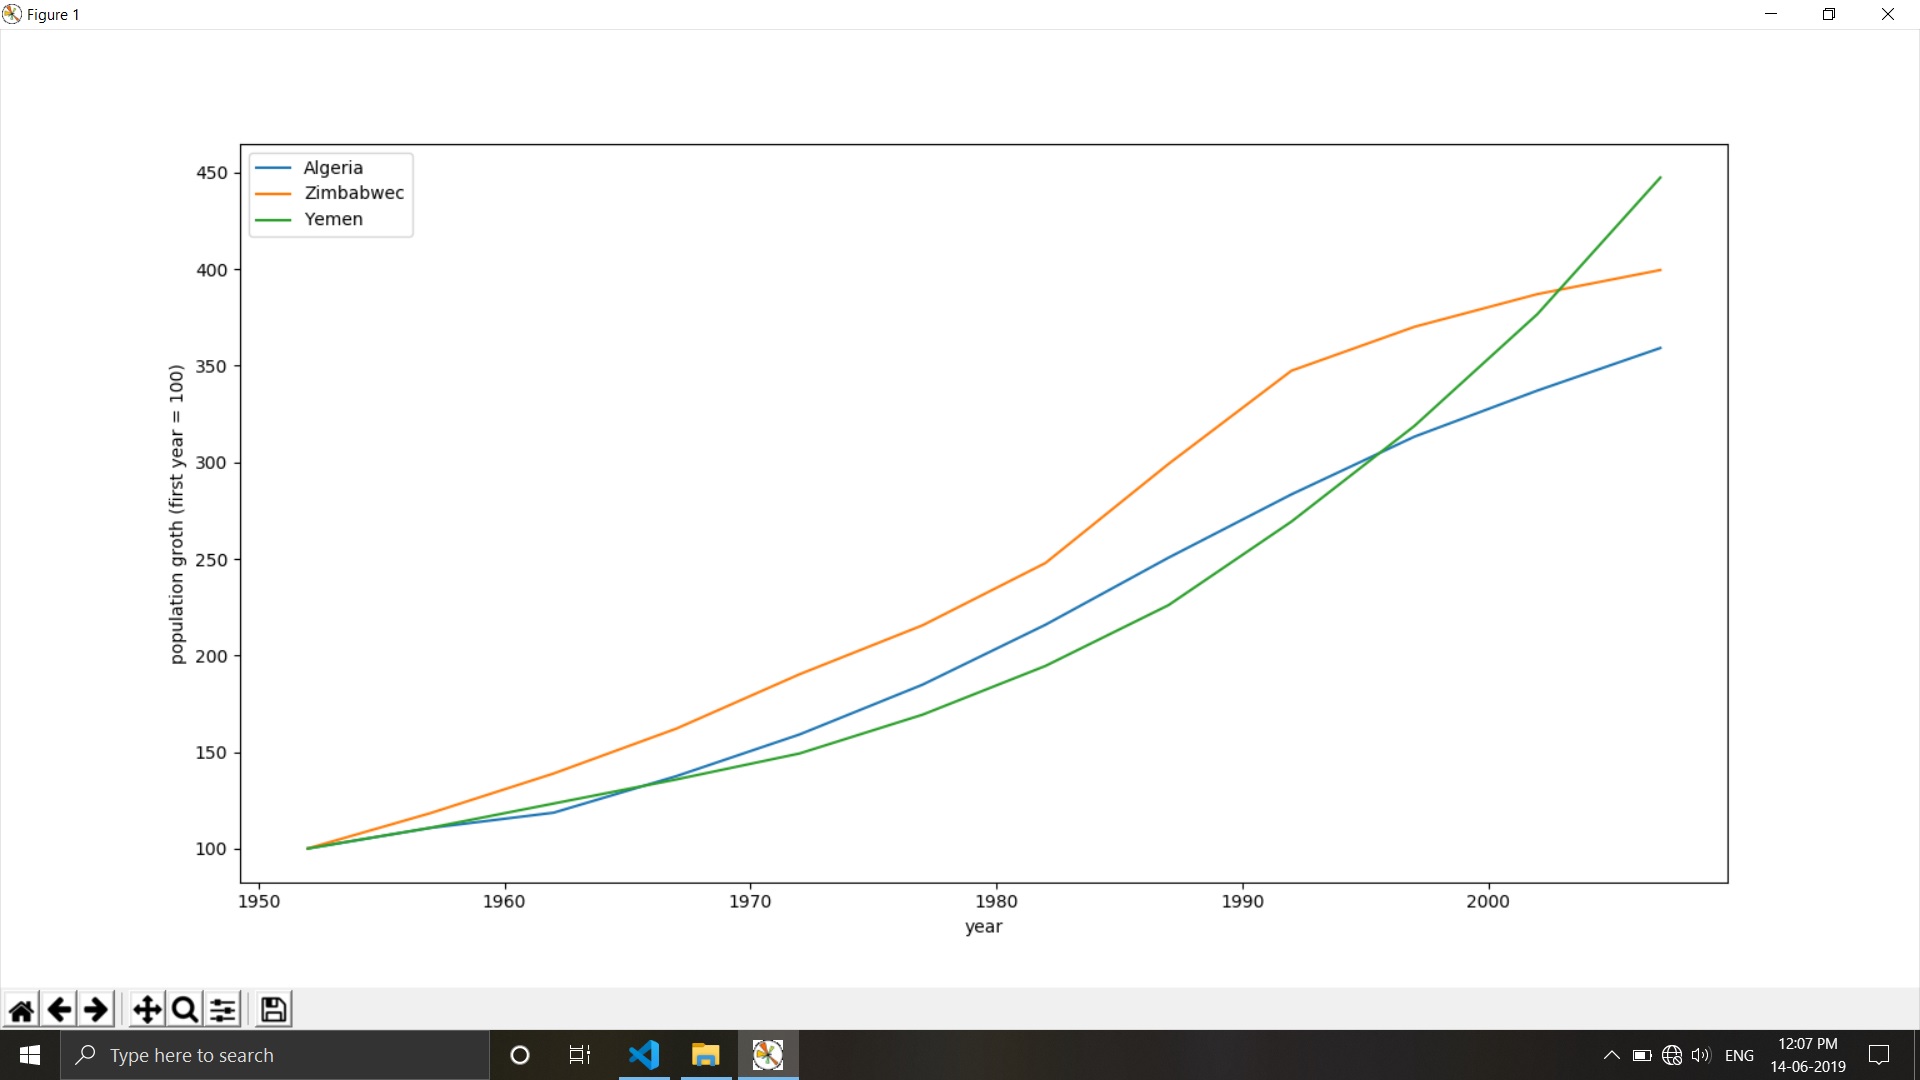 Figure 1
Algeria
Zimbabwec
Yemen
450
400
350
300
250
200
150
100
population groth (first year = 100)
1950 1960 1970 1980 1990 2000
year
Type here to search
ENG
12:07 PM
14-06-2019